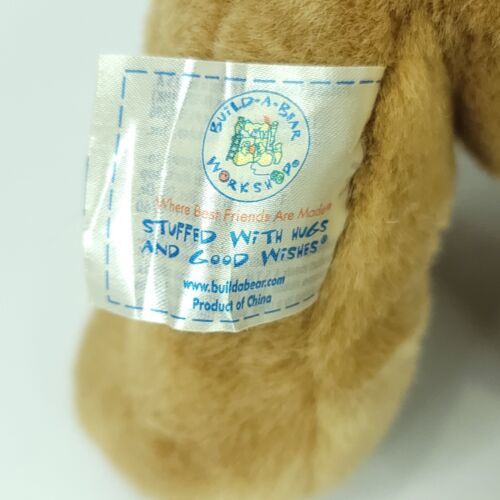 BUILD-A-BEAR
WORKSHOP®
Where Best Friends Are Made®
STUFFED WITH HUGS
AND GOOD WISHES®
www.buildabear.com
Product of China